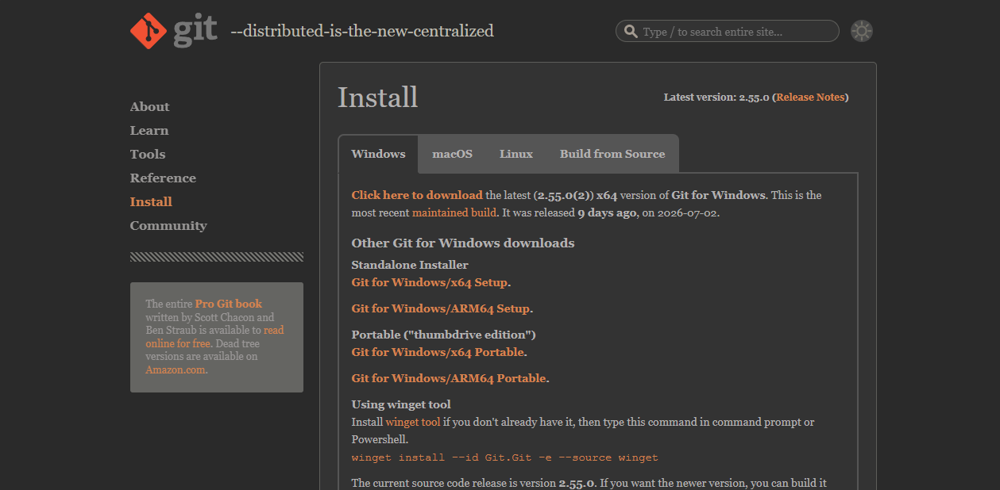 git --distributed-is-the-new-centralized
Type / to search entire site...
About
Learn
Tools
Reference
Install
Community
The entire Pro Git book
written by Scott Chacon and
Ben Straub is available to read
online for free. Dead tree
versions are available on
Amazon.com.
Install
Latest version: 2.55.0 (Release Notes)
Windows macOS Linux Build from Source
Click here to download the latest (2.55.0(2)) x64 version of Git for Windows. This is the
most recent maintained build. It was released 9 days ago, on 2026-07-02.
Other Git for Windows downloads
Standalone Installer
Git for Windows/x64 Setup.
Git for Windows/ARM64 Setup.
Portable ("thumbdrive edition")
Git for Windows/x64 Portable.
Git for Windows/ARM64 Portable.
Using winget tool
Install winget tool if you don't already have it, then type this command in command prompt or
Powershell.
winget install --id Git.Git -e --source winget
The current source code release is version 2.55.0. If you want the newer version, you can build it